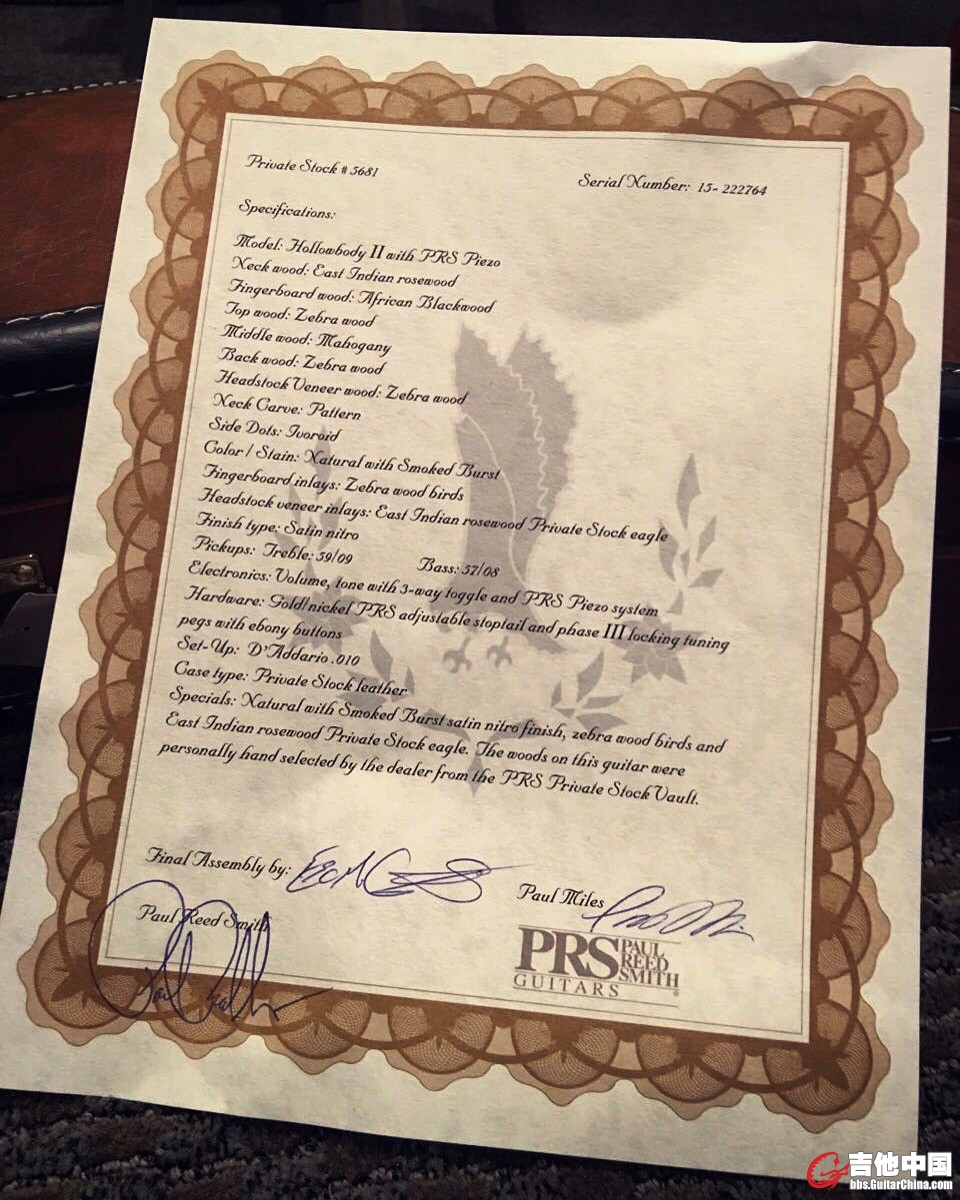 Private Stock # 5681
Serial Number: 15-222764
Specifications:
Model: Hollowbody II with PRS Piezo
Neck wood: East Indian rosewood
Fingerboard wood: African Blackwood
Top wood: Zebra wood
Middle wood: Mahogany
Back wood: Zebra wood
Headstock Veneer wood: Zebra wood
Neck Carve: Pattern
Side Dots: Ivoroid
Color / Stain: Natural with Smoked Burst
Fingerboard inlays: Zebra wood birds
Headstock veneer inlays: East Indian rosewood Private Stock eagle
Finish type: Satin nitro
Pickups: Treble: 59/09 Bass: 57/08
Electronics: Volume, tone with 3-way toggle and PRS Piezo system
Hardware: Gold/nickel PRS adjustable stoptail and phase III locking tuning
pegs with ebony buttons
Set-Up: D'Addario .010
Case type: Private Stock leather
Specials: Natural with Smoked Burst satin nitro finish, zebra wood birds and
East Indian rosewood Private Stock eagle. The woods on this guitar were
personally hand selected by the dealer from the PRS Private Stock Vault.
Final Assembly by:
Paul Miles
Paul Reed Smith
PRS PAUL REED SMITH
GUITARS
吉他中国
bbs.GuitarChina.com